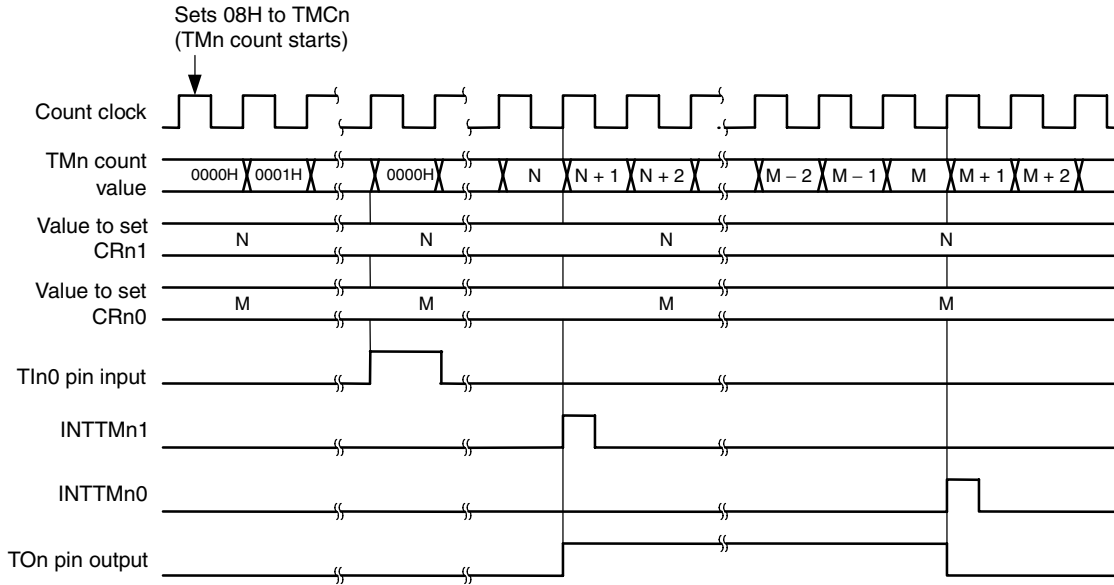 Sets 08H to TMCn
(TMn count starts)
Count clock
TMn count
value
0000H 0001H 0000H N N + 1 N + 2 M − 2 M − 1 M M + 1 M + 2
Value to set
CRn1
N N N N
Value to set
CRn0
M M M M
TIn0 pin input
INTTMn1
INTTMn0
TOn pin output